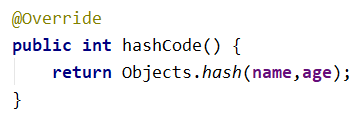 @Override
public int hashCode() {
    return Objects.hash(name,age);
}